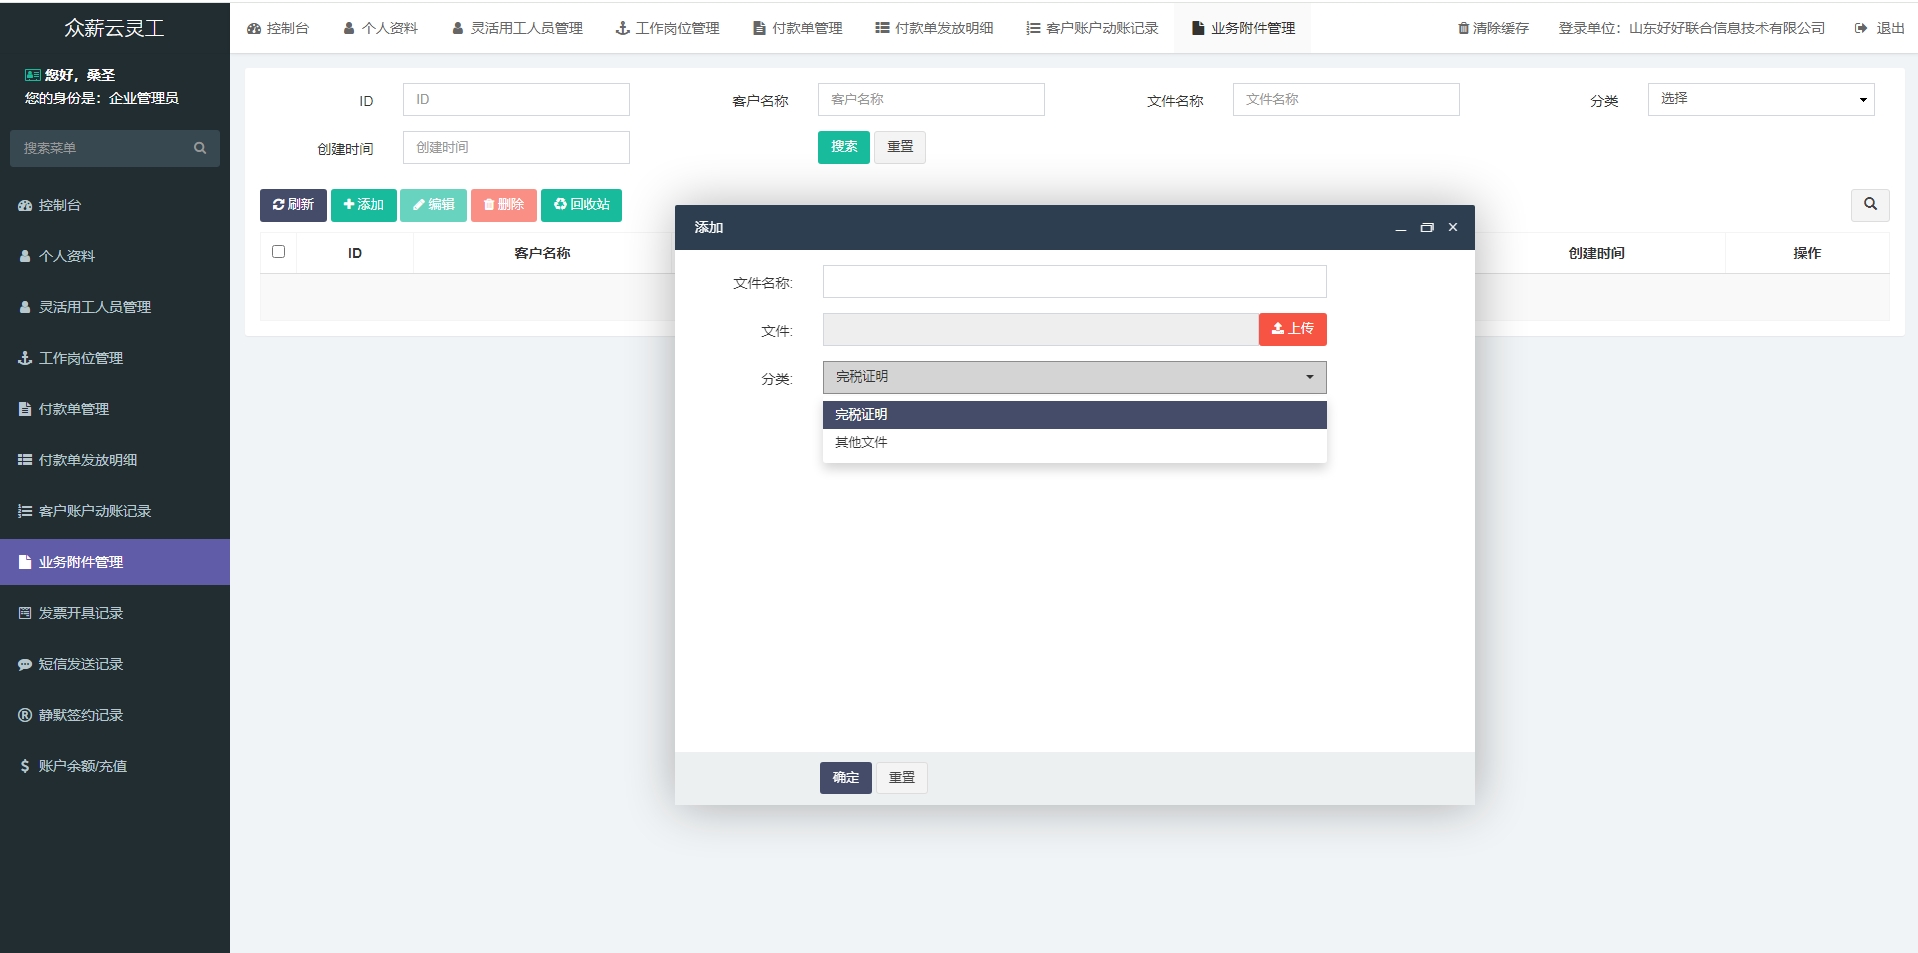 众薪云灵工
您好，桑圣
您的身份是：企业管理员
搜索菜单
控制台
个人资料
灵活用工人员管理
工作岗位管理
付款单管理
付款单发放明细
客户账户动账记录
业务附件管理
发票开具记录
短信发送记录
静默签约记录
账户余额/充值
控制台 个人资料 灵活用工人员管理 工作岗位管理 付款单管理 付款单发放明细 客户账户动账记录 业务附件管理 清除缓存 登录单位：山东好好联合信息技术有限公司 退出
ID ID 客户名称 客户名称 文件名称 文件名称 分类 选择
创建时间 创建时间 搜索 重置
刷新 添加 编辑 删除 回收站
ID 客户名称 创建时间 操作
添加
文件名称:
文件: 上传
分类: 完税证明
完税证明
其他文件
确定 重置